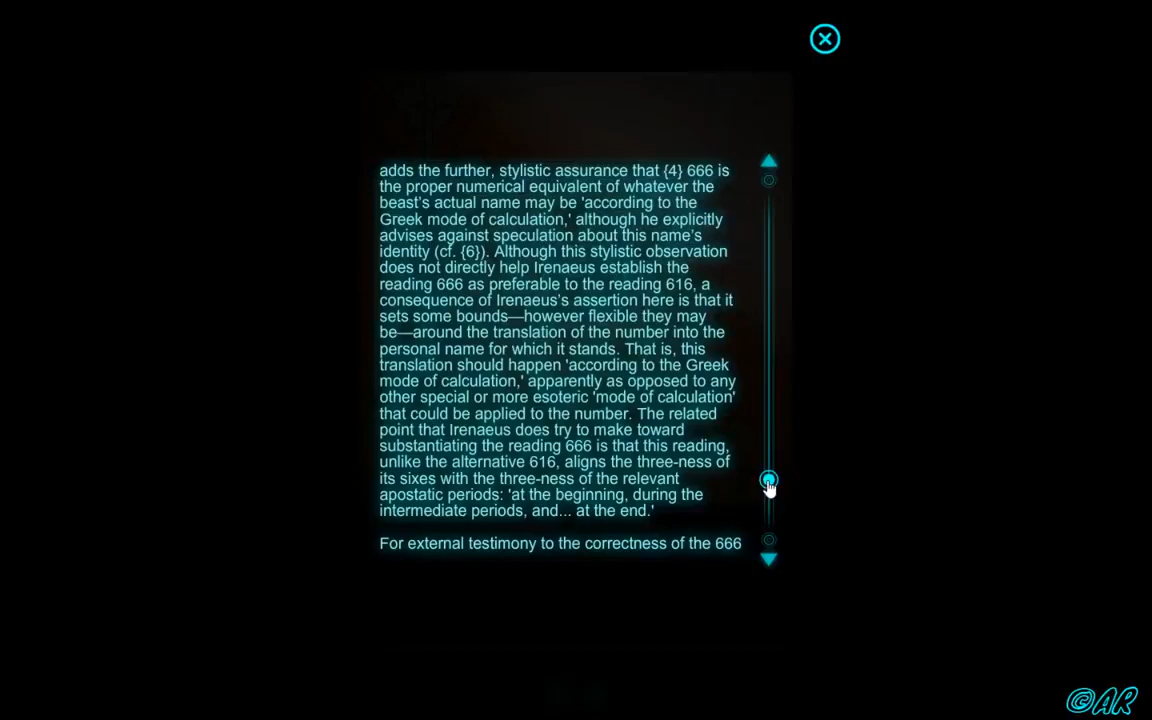 adds the further, stylistic assurance that {4} 666 is
the proper numerical equivalent of whatever the
beast's actual name may be 'according to the
Greek mode of calculation,' although he explicitly
advises against speculation about this name's
identity (cf. {6}). Although this stylistic observation
does not directly help Irenaeus establish the
reading 666 as preferable to the reading 616, a
consequence of Irenaeus's assertion here is that it
sets some bounds—however flexible they may
be—around the translation of the number into the
personal name for which it stands. That is, this
translation should happen 'according to the Greek
mode of calculation,' apparently as opposed to any
other special or more esoteric 'mode of calculation'
that could be applied to the number. The related
point that Irenaeus does try to make toward
substantiating the reading 666 is that this reading,
unlike the alternative 616, aligns the three-ness of
its sixes with the three-ness of the relevant
apostatic periods: 'at the beginning, during the
intermediate periods, and... at the end.'
For external testimony to the correctness of the 666
©AR